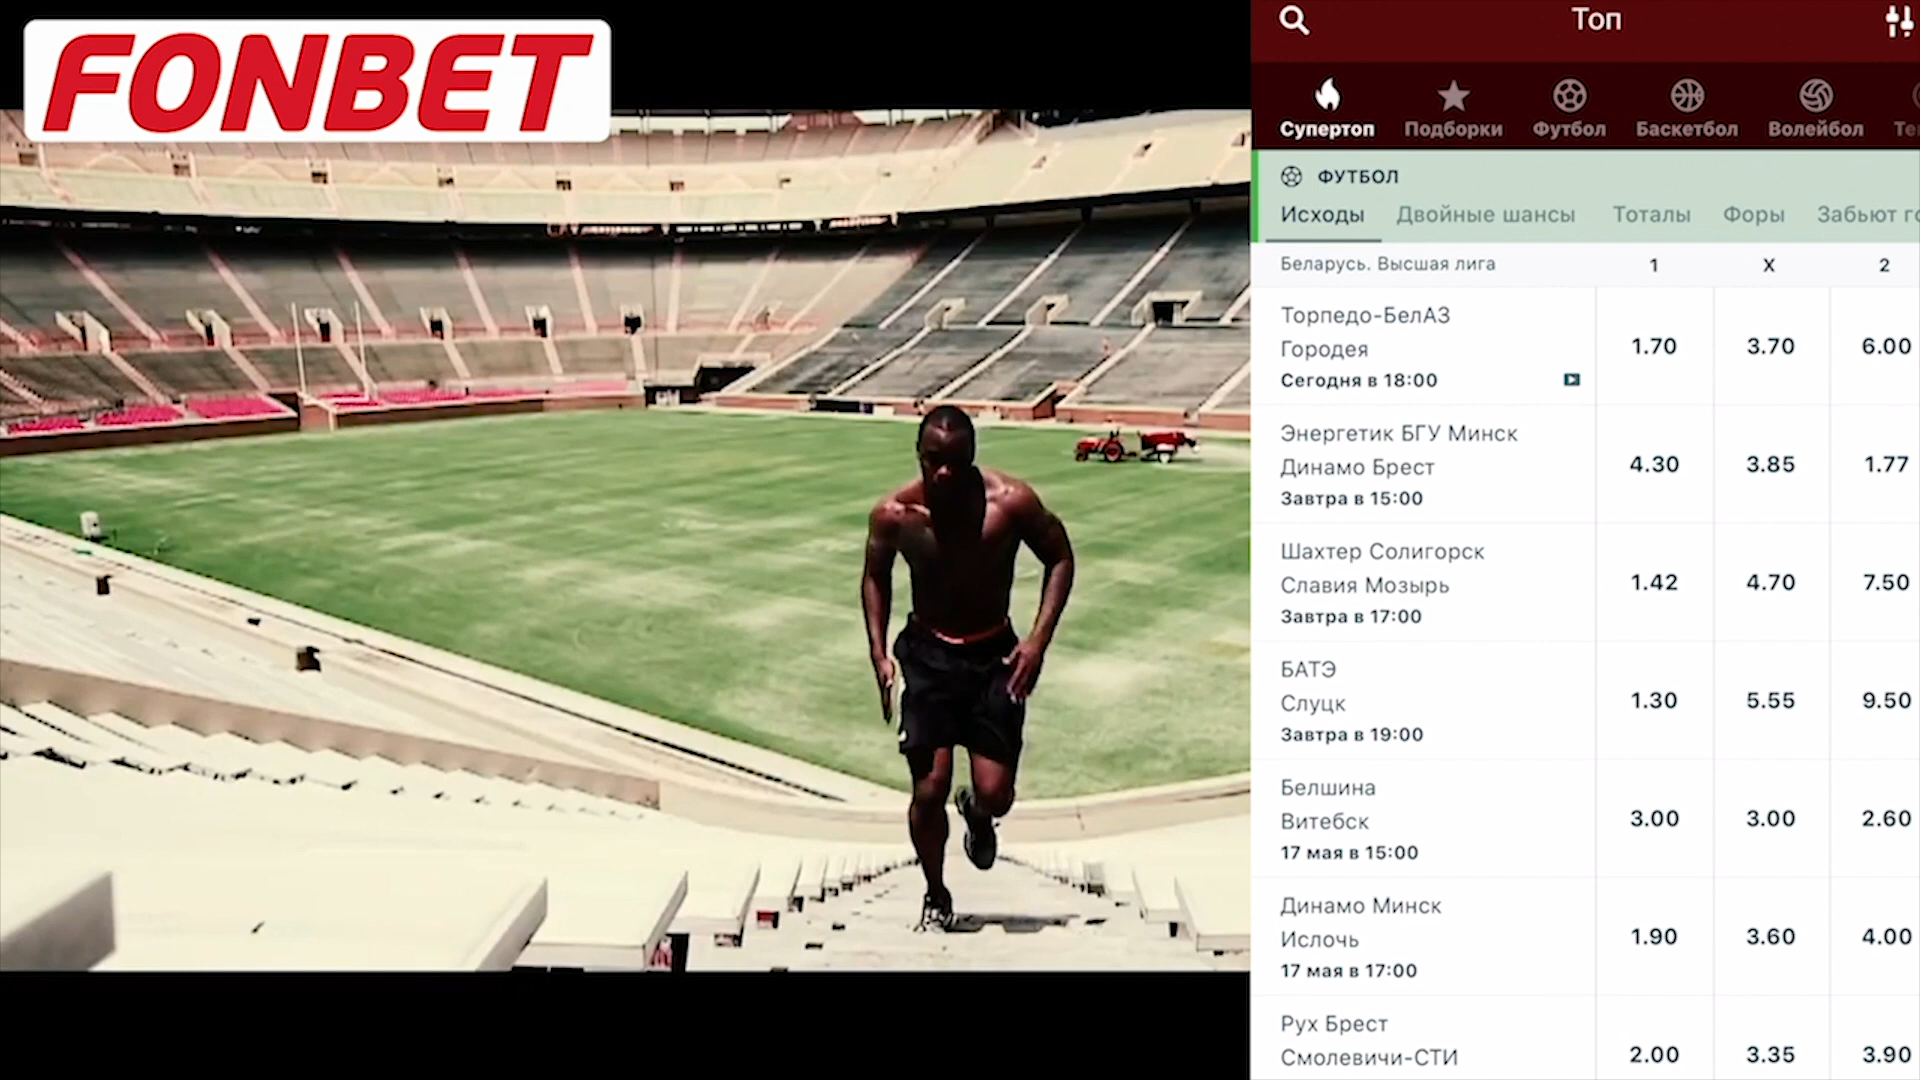 FONBET
Топ
Супертоп Подборки Футбол Баскетбол Волейбол
ФУТБОЛ
Исходы Двойные шансы Тоталы Форы Забьют
Беларусь. Высшая лига 1 X 2
Торпедо-БелАЗ
Городея
Сегодня в 18:00
1.70 3.70 6.00
Энергетик БГУ Минск
Динамо Брест
Завтра в 15:00
4.30 3.85 1.77
Шахтер Солигорск
Славия Мозырь
Завтра в 17:00
1.42 4.70 7.50
БАТЭ
Слуцк
Завтра в 19:00
1.30 5.55 9.50
Белшина
Витебск
17 мая в 15:00
3.00 3.00 2.60
Динамо Минск
Ислочь
17 мая в 17:00
1.90 3.60 4.00
Рух Брест
Смолевичи-СТИ
2.00 3.35 3.90